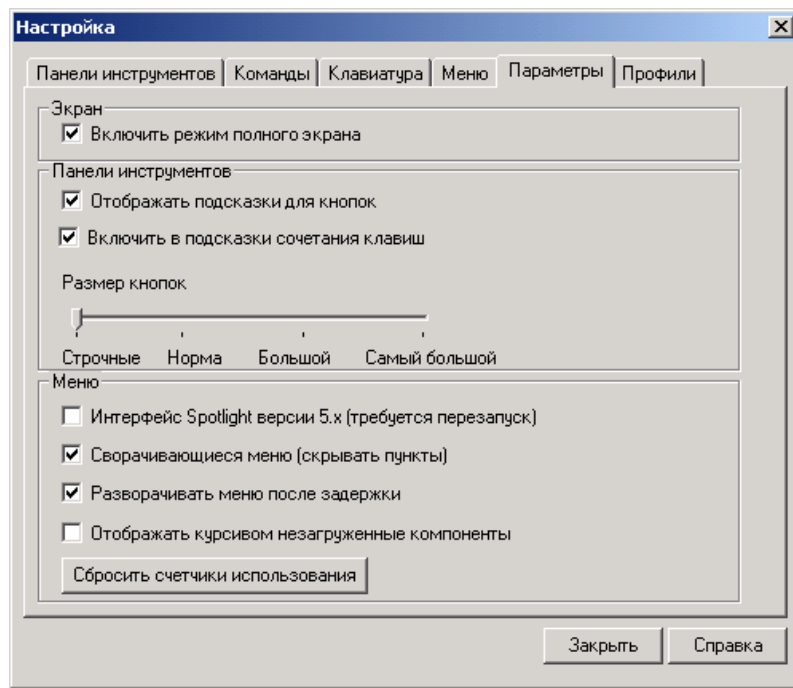 Настройка
Панели инструментов Команды Клавиатура Меню Параметры Профили
Экран
Включить режим полного экрана
Панели инструментов
Отображать подсказки для кнопок
Включить в подсказки сочетания клавиш
Размер кнопок
Строчные Норма Большой Самый большой
Меню
Интерфейс Spotlight версии 5.x (требуется перезапуск)
Сворачивающиеся меню (скрывать пункты)
Разворачивать меню после задержки
Отображать курсивом незагруженные компоненты
Сбросить счетчики использования
Закрыть Справка